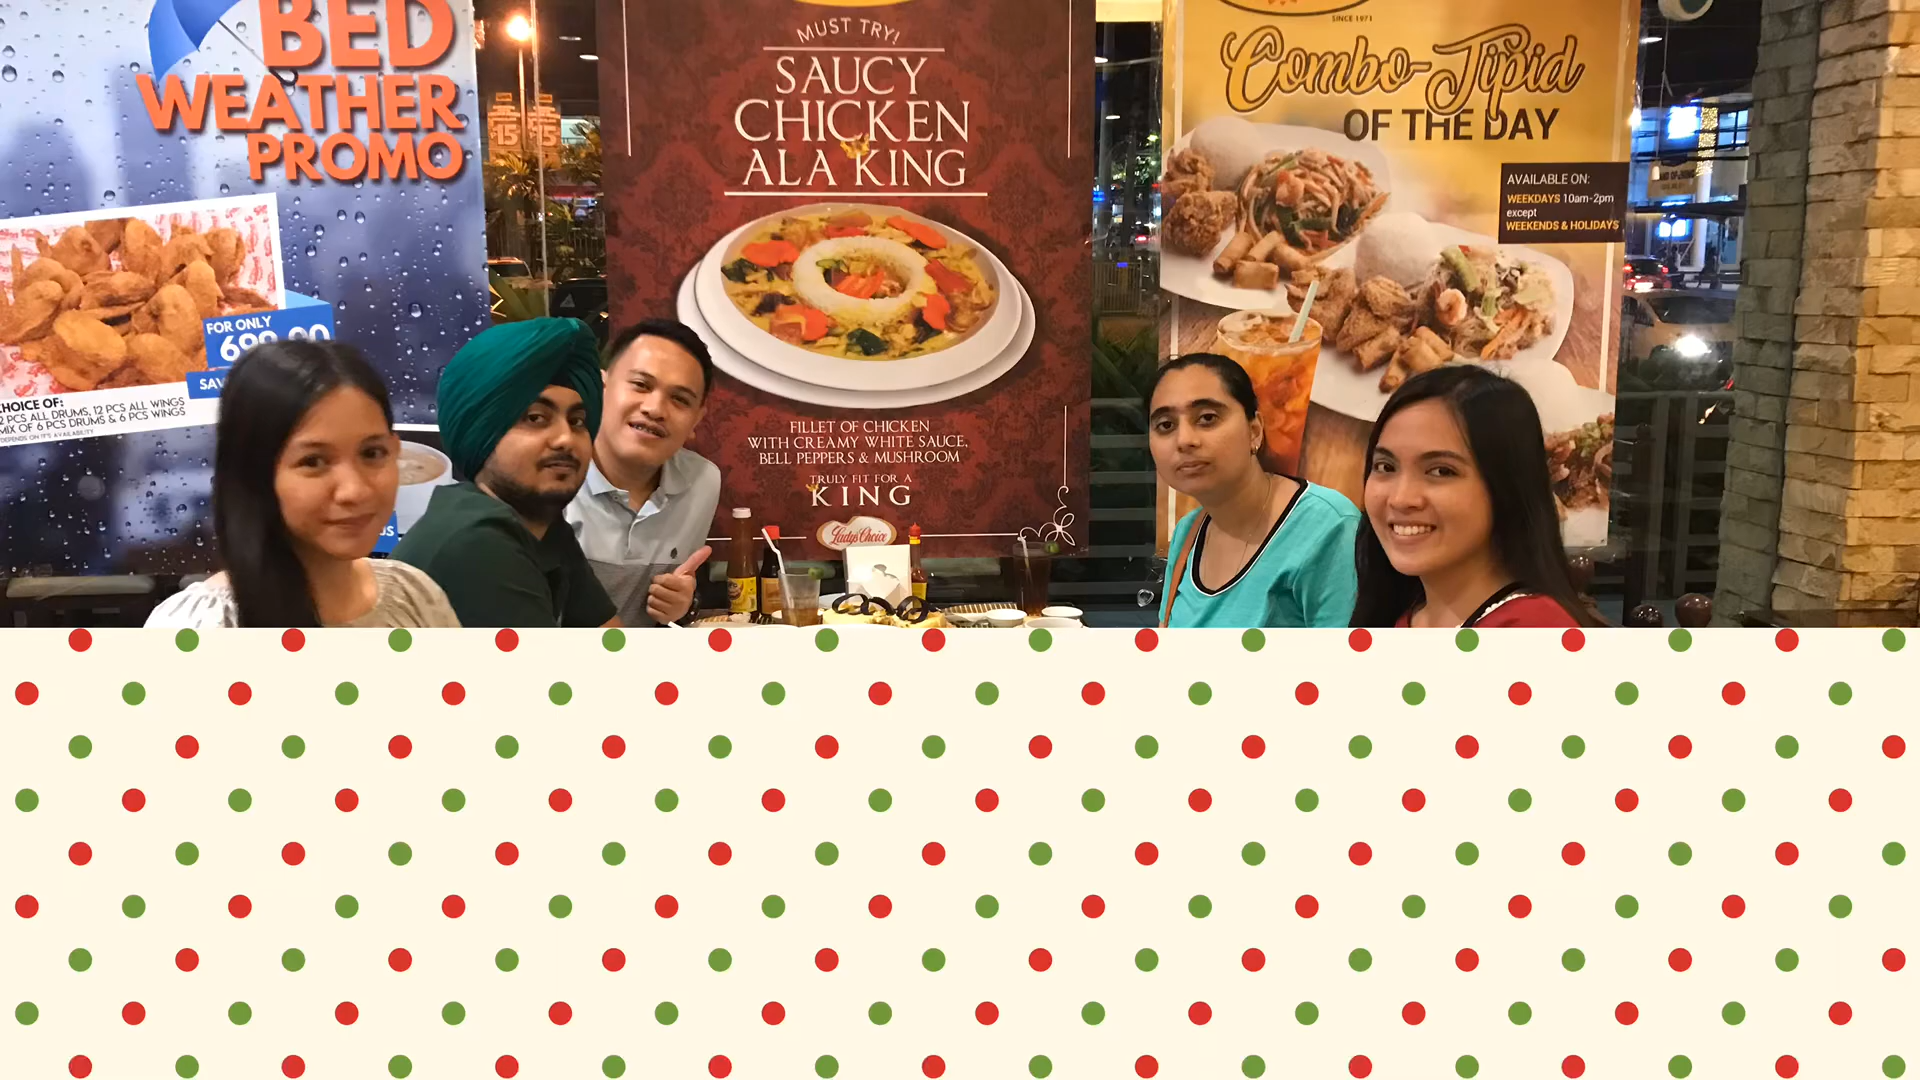 BED
WEATHER
PROMO
FOR ONLY
CHOICE OF:
2 PCS ALL DRUMS, 12 PCS ALL WINGS
MIX OF 6 PCS DRUMS & 6 PCS WINGS
MUST TRY!
SAUCY
CHICKEN
ALA KING
FILLET OF CHICKEN
WITH CREAMY WHITE SAUCE,
BELL PEPPERS & MUSHROOM
TRULY FIT FOR A
KING
Lady's Choice
SINCE 1971
Combo-Tipid
OF THE DAY
AVAILABLE ON:
WEEKDAYS 10am-2pm
except
WEEKENDS & HOLIDAYS